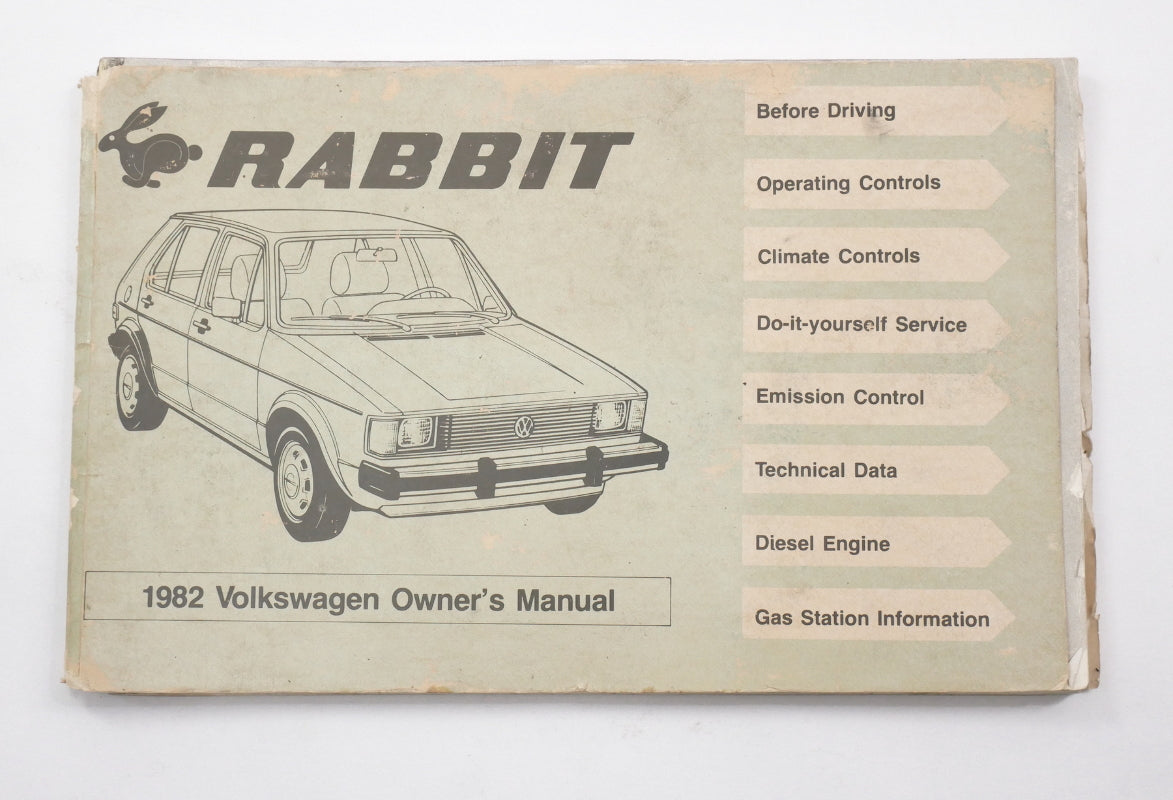 RABBIT
1982 Volkswagen Owner's Manual
Before Driving
Operating Controls
Climate Controls
Do-it-yourself Service
Emission Control
Technical Data
Diesel Engine
Gas Station Information